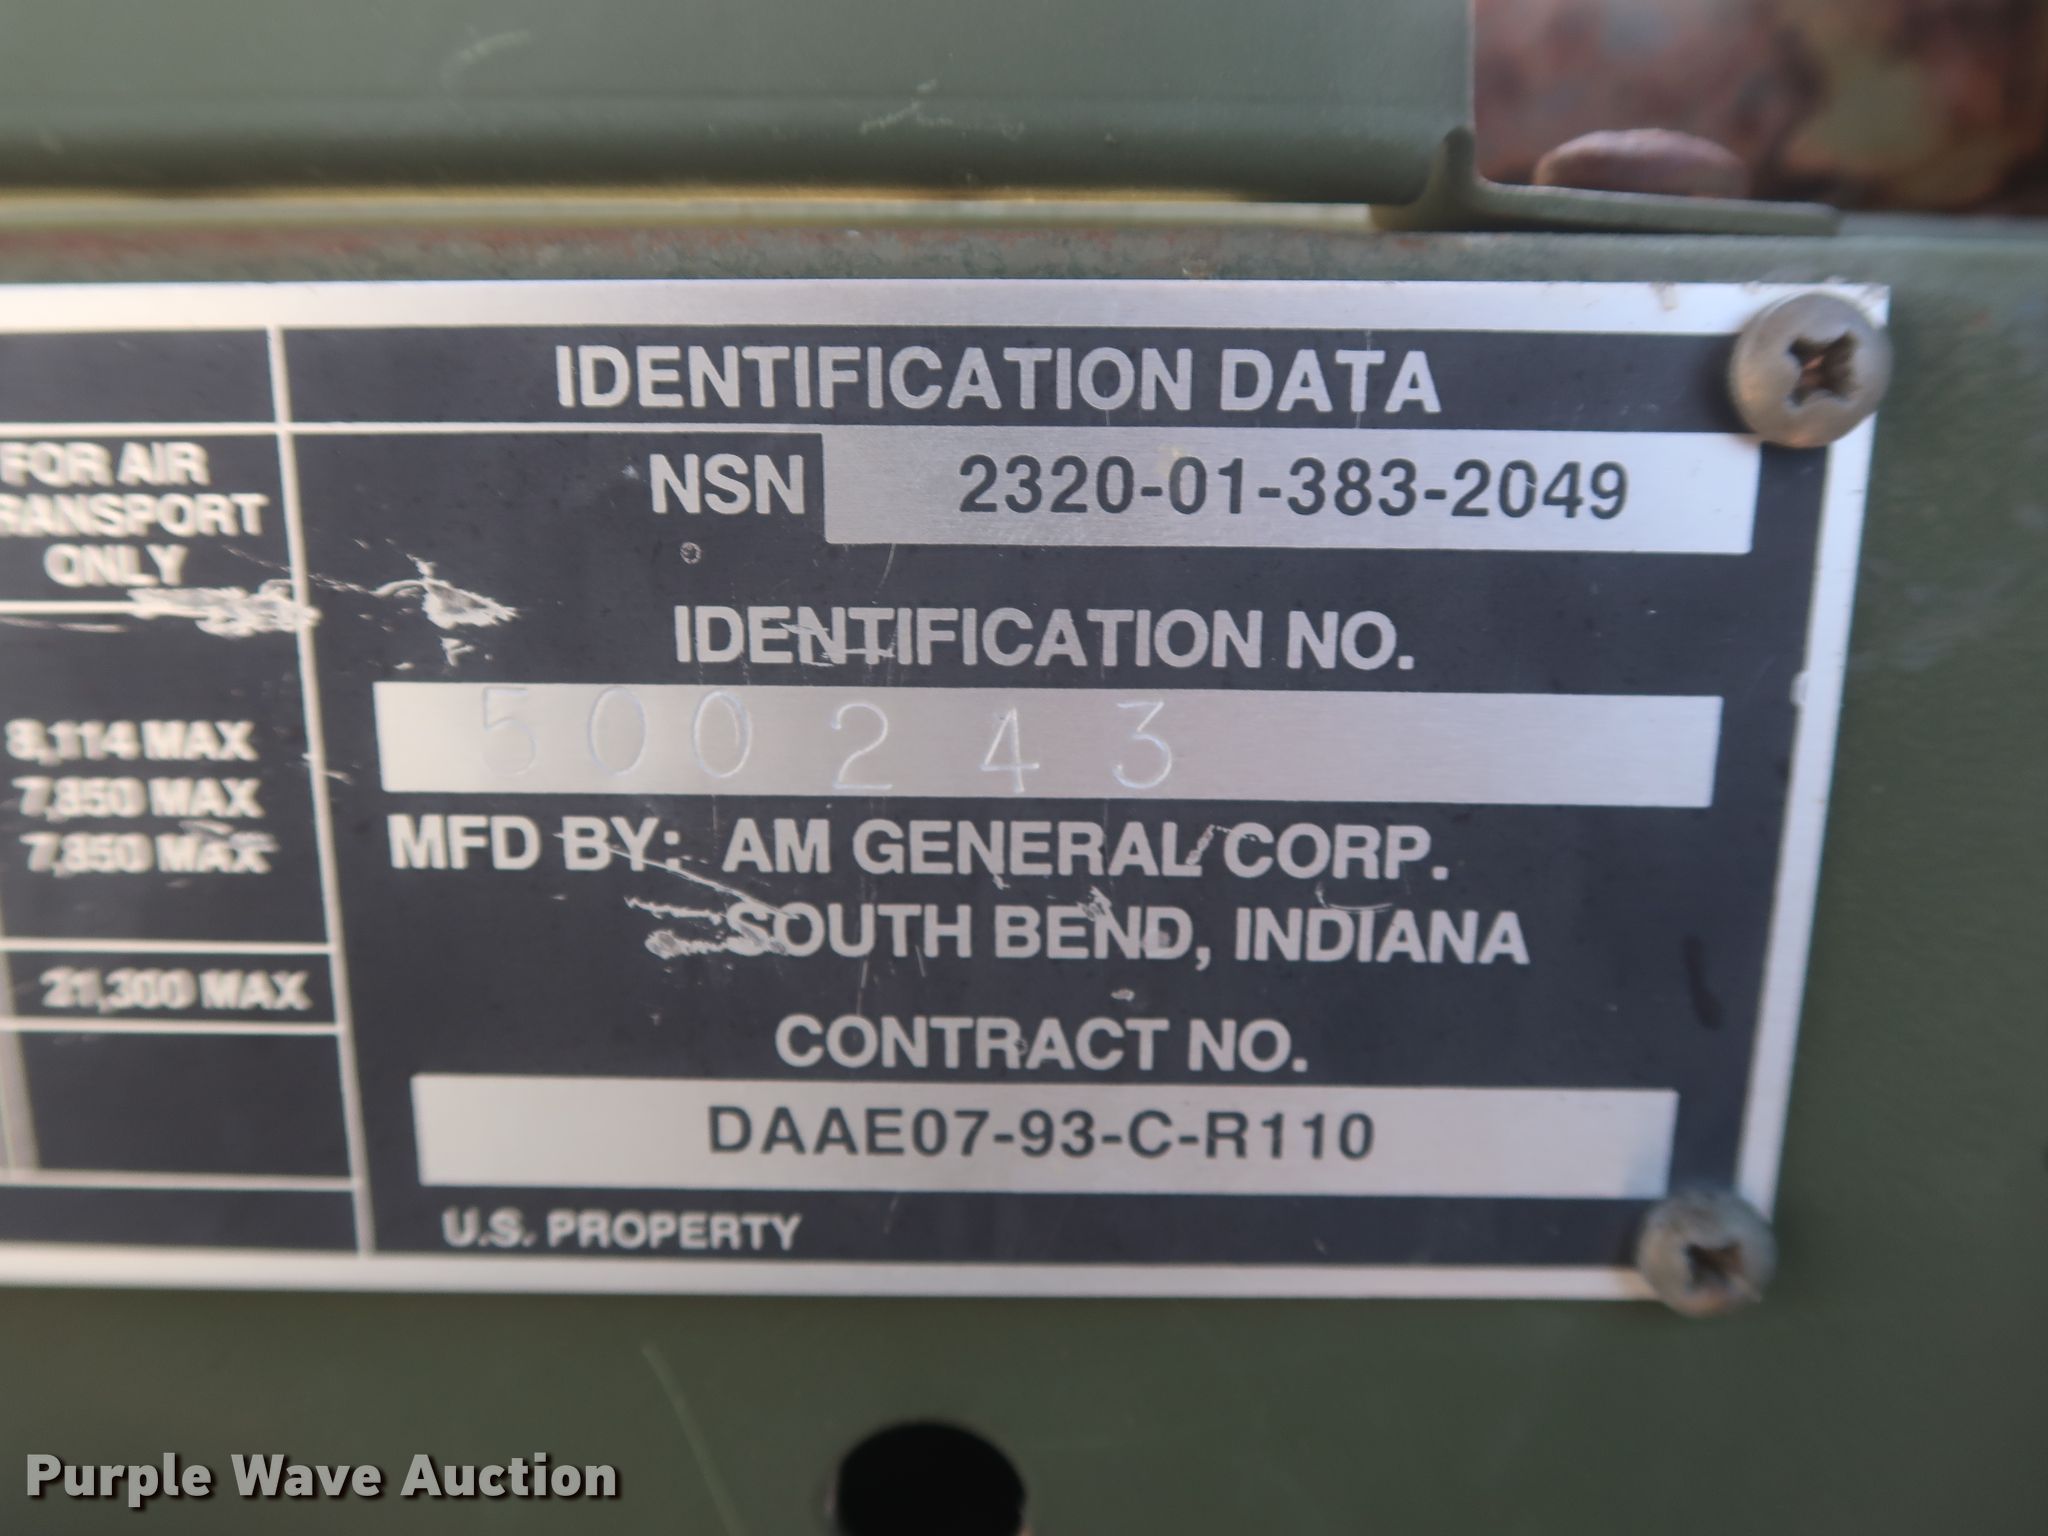 FOR AIR
TRANSPORT
ONLY
8,114 MAX
7,850 MAX
7,850 MAX
21,300 MAX
IDENTIFICATION DATA
NSN 2320-01-383-2049
IDENTIFICATION NO.
500243
MFD BY: AM GENERAL CORP.
SOUTH BEND, INDIANA
CONTRACT NO.
DAAE07-93-C-R110
U.S. PROPERTY
Purple Wave Auction